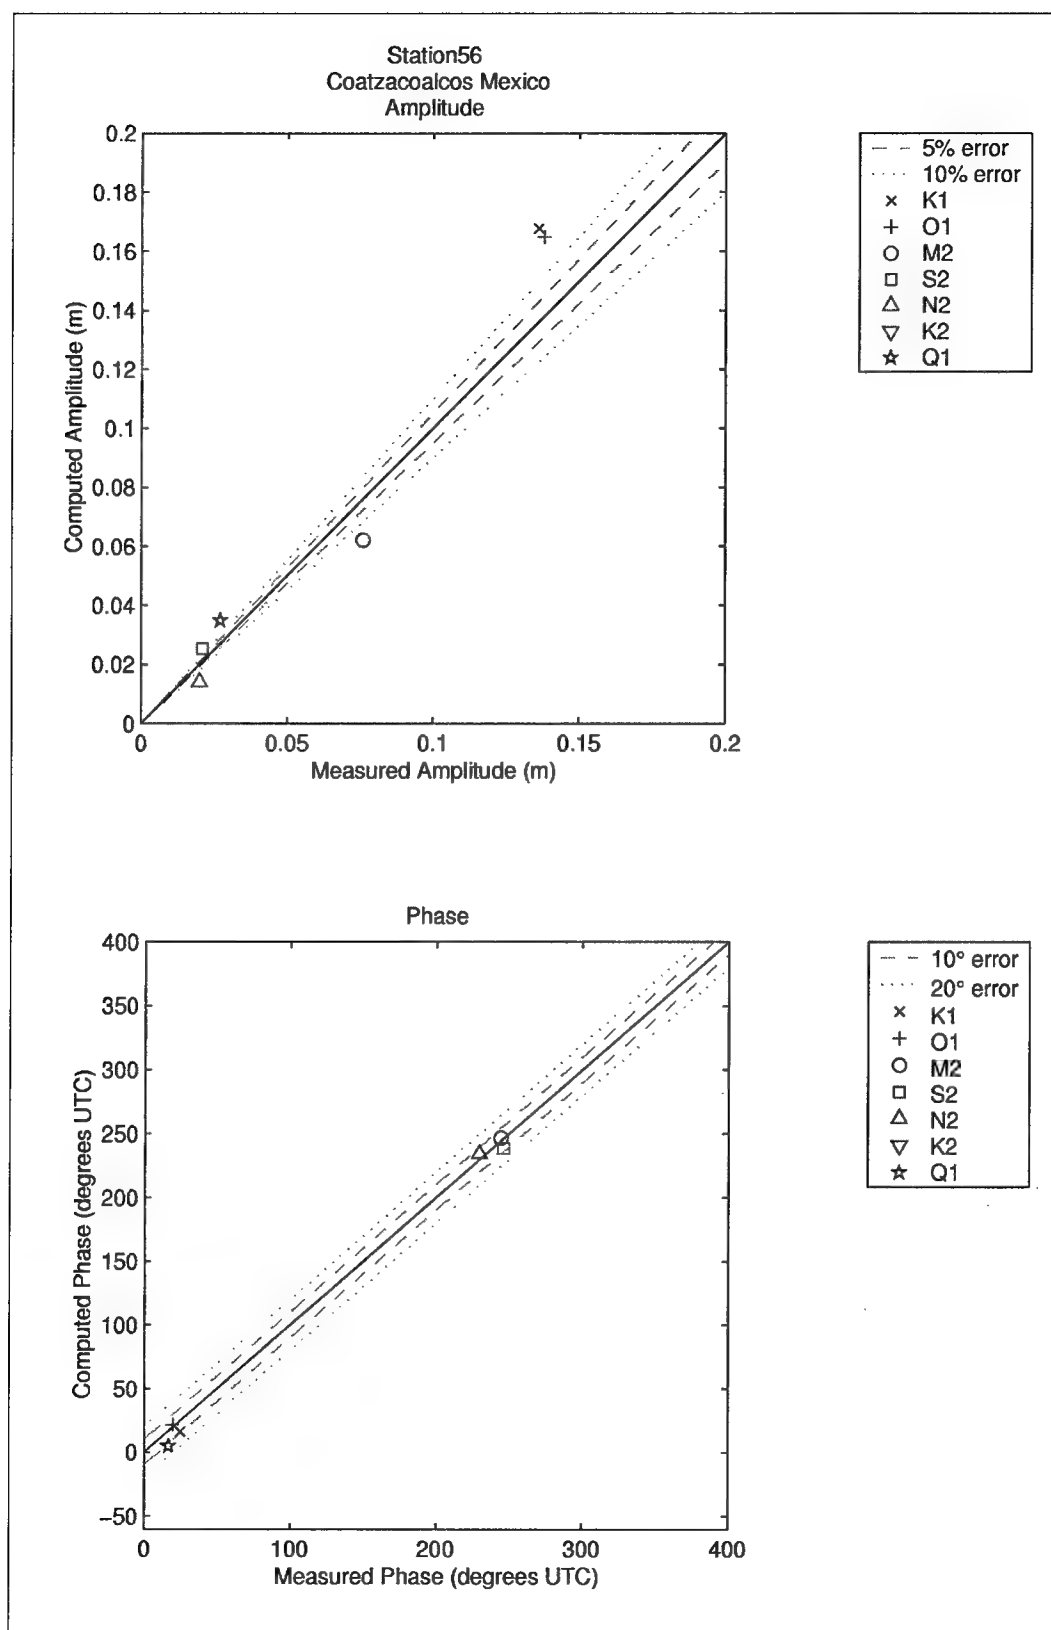 Station56
Coatzacoalcos Mexico
Amplitude
0.2
0.18
0.16
0.14
0.12
0.1
0.08
0.06
0.04
0.02
0
Computed Amplitude (m)
0
0.05
0.1
0.15
0.2
Measured Amplitude (m)
5% error
10% error
K1
O1
M2
S2
N2
K2
Q1
Phase
400
350
300
250
200
150
100
50
0
−50
Computed Phase (degrees UTC)
0
100
200
300
400
Measured Phase (degrees UTC)
10° error
20° error
K1
O1
M2
S2
N2
K2
Q1